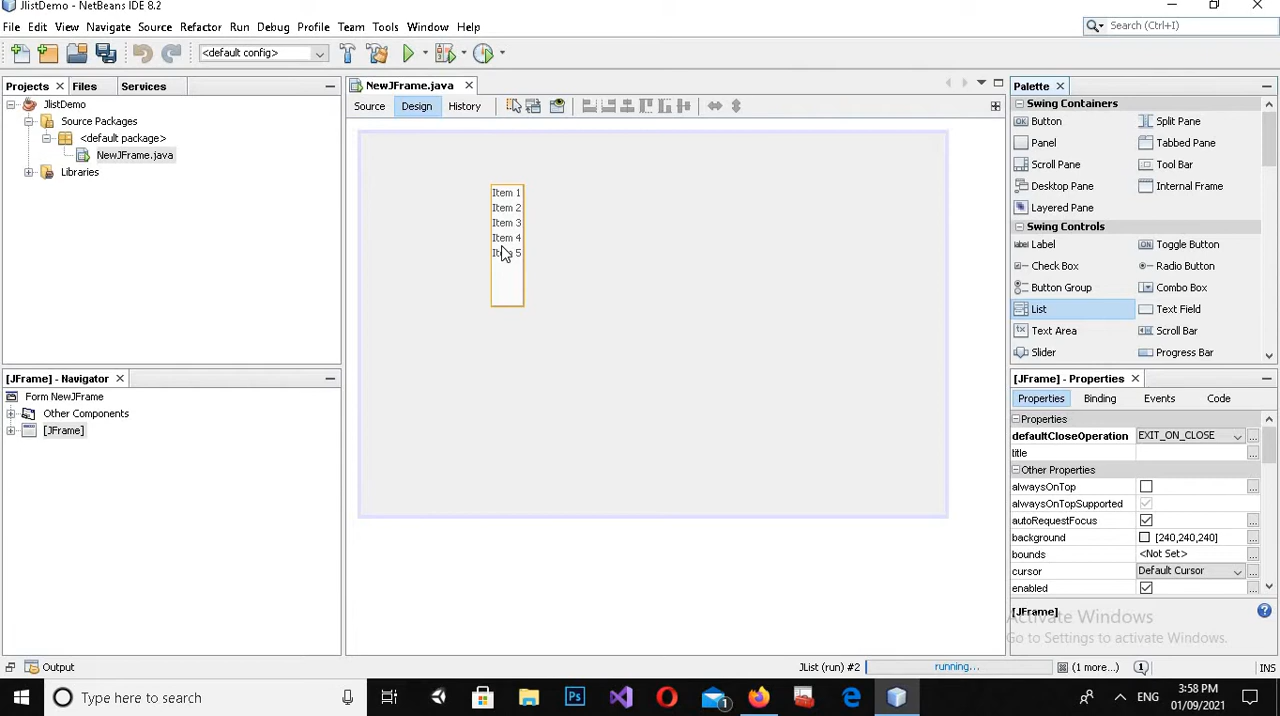 JlistDemo - NetBeans IDE 8.2
File Edit View Navigate Source Refactor Run Debug Profile Team Tools Window Help
Search (Ctrl+I)
<default config>
Projects Files Services
JlistDemo
Source Packages
<default package>
NewJFrame.java
Libraries
NewJFrame.java
Source Design History
Item 1
Item 2
Item 3
Item 4
Item 5
Palette
Swing Containers
OK Button Split Pane
Panel Tabbed Pane
Scroll Pane Tool Bar
Desktop Pane Internal Frame
Layered Pane
Swing Controls
label Label ON Toggle Button
Check Box Radio Button
Button Group Combo Box
List Text Field
Text Area Scroll Bar
Slider Progress Bar
[JFrame] - Navigator
Form NewJFrame
Other Components
[JFrame]
[JFrame] - Properties
Properties Binding Events Code
Properties
defaultCloseOperation EXIT_ON_CLOSE ...
title ...
Other Properties
alwaysOnTop ...
alwaysOnTopSupported
autoRequestFocus ...
background [240,240,240] ...
bounds <Not Set> ...
cursor Default Cursor ...
enabled ...
[JFrame]
Activate Windows
Go to Settings to activate Windows.
Output
JList (run) #2 running... (1 more...) INS
Type here to search
Ps
1
ENG
3:58 PM
01/09/2021